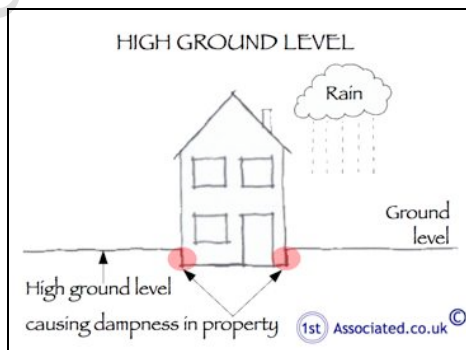 HIGH GROUND LEVEL
Rain
Ground
level
High ground level
causing dampness in property
1st Associated.co.uk ©